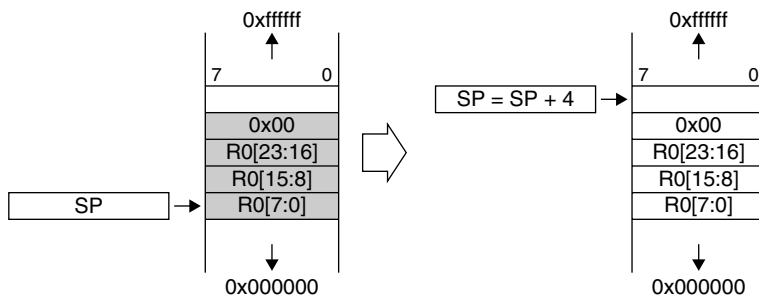 0xffffff
7 0
0x00
R0[23:16]
R0[15:8]
R0[7:0]
SP
0x000000
0xffffff
7 0
SP = SP + 4
0x00
R0[23:16]
R0[15:8]
R0[7:0]
0x000000